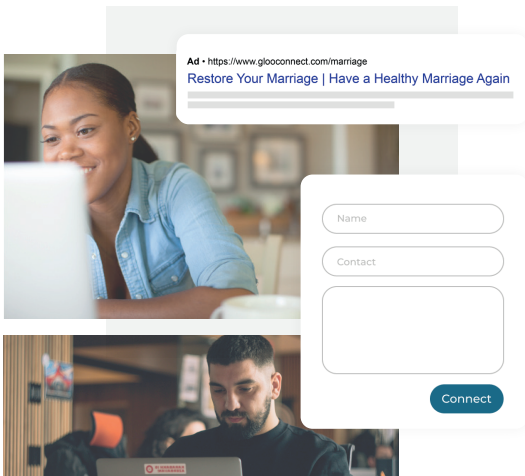 Ad • https://www.glooconnect.com/marriage
Restore Your Marriage | Have a Healthy Marriage Again
Name
Contact
Connect